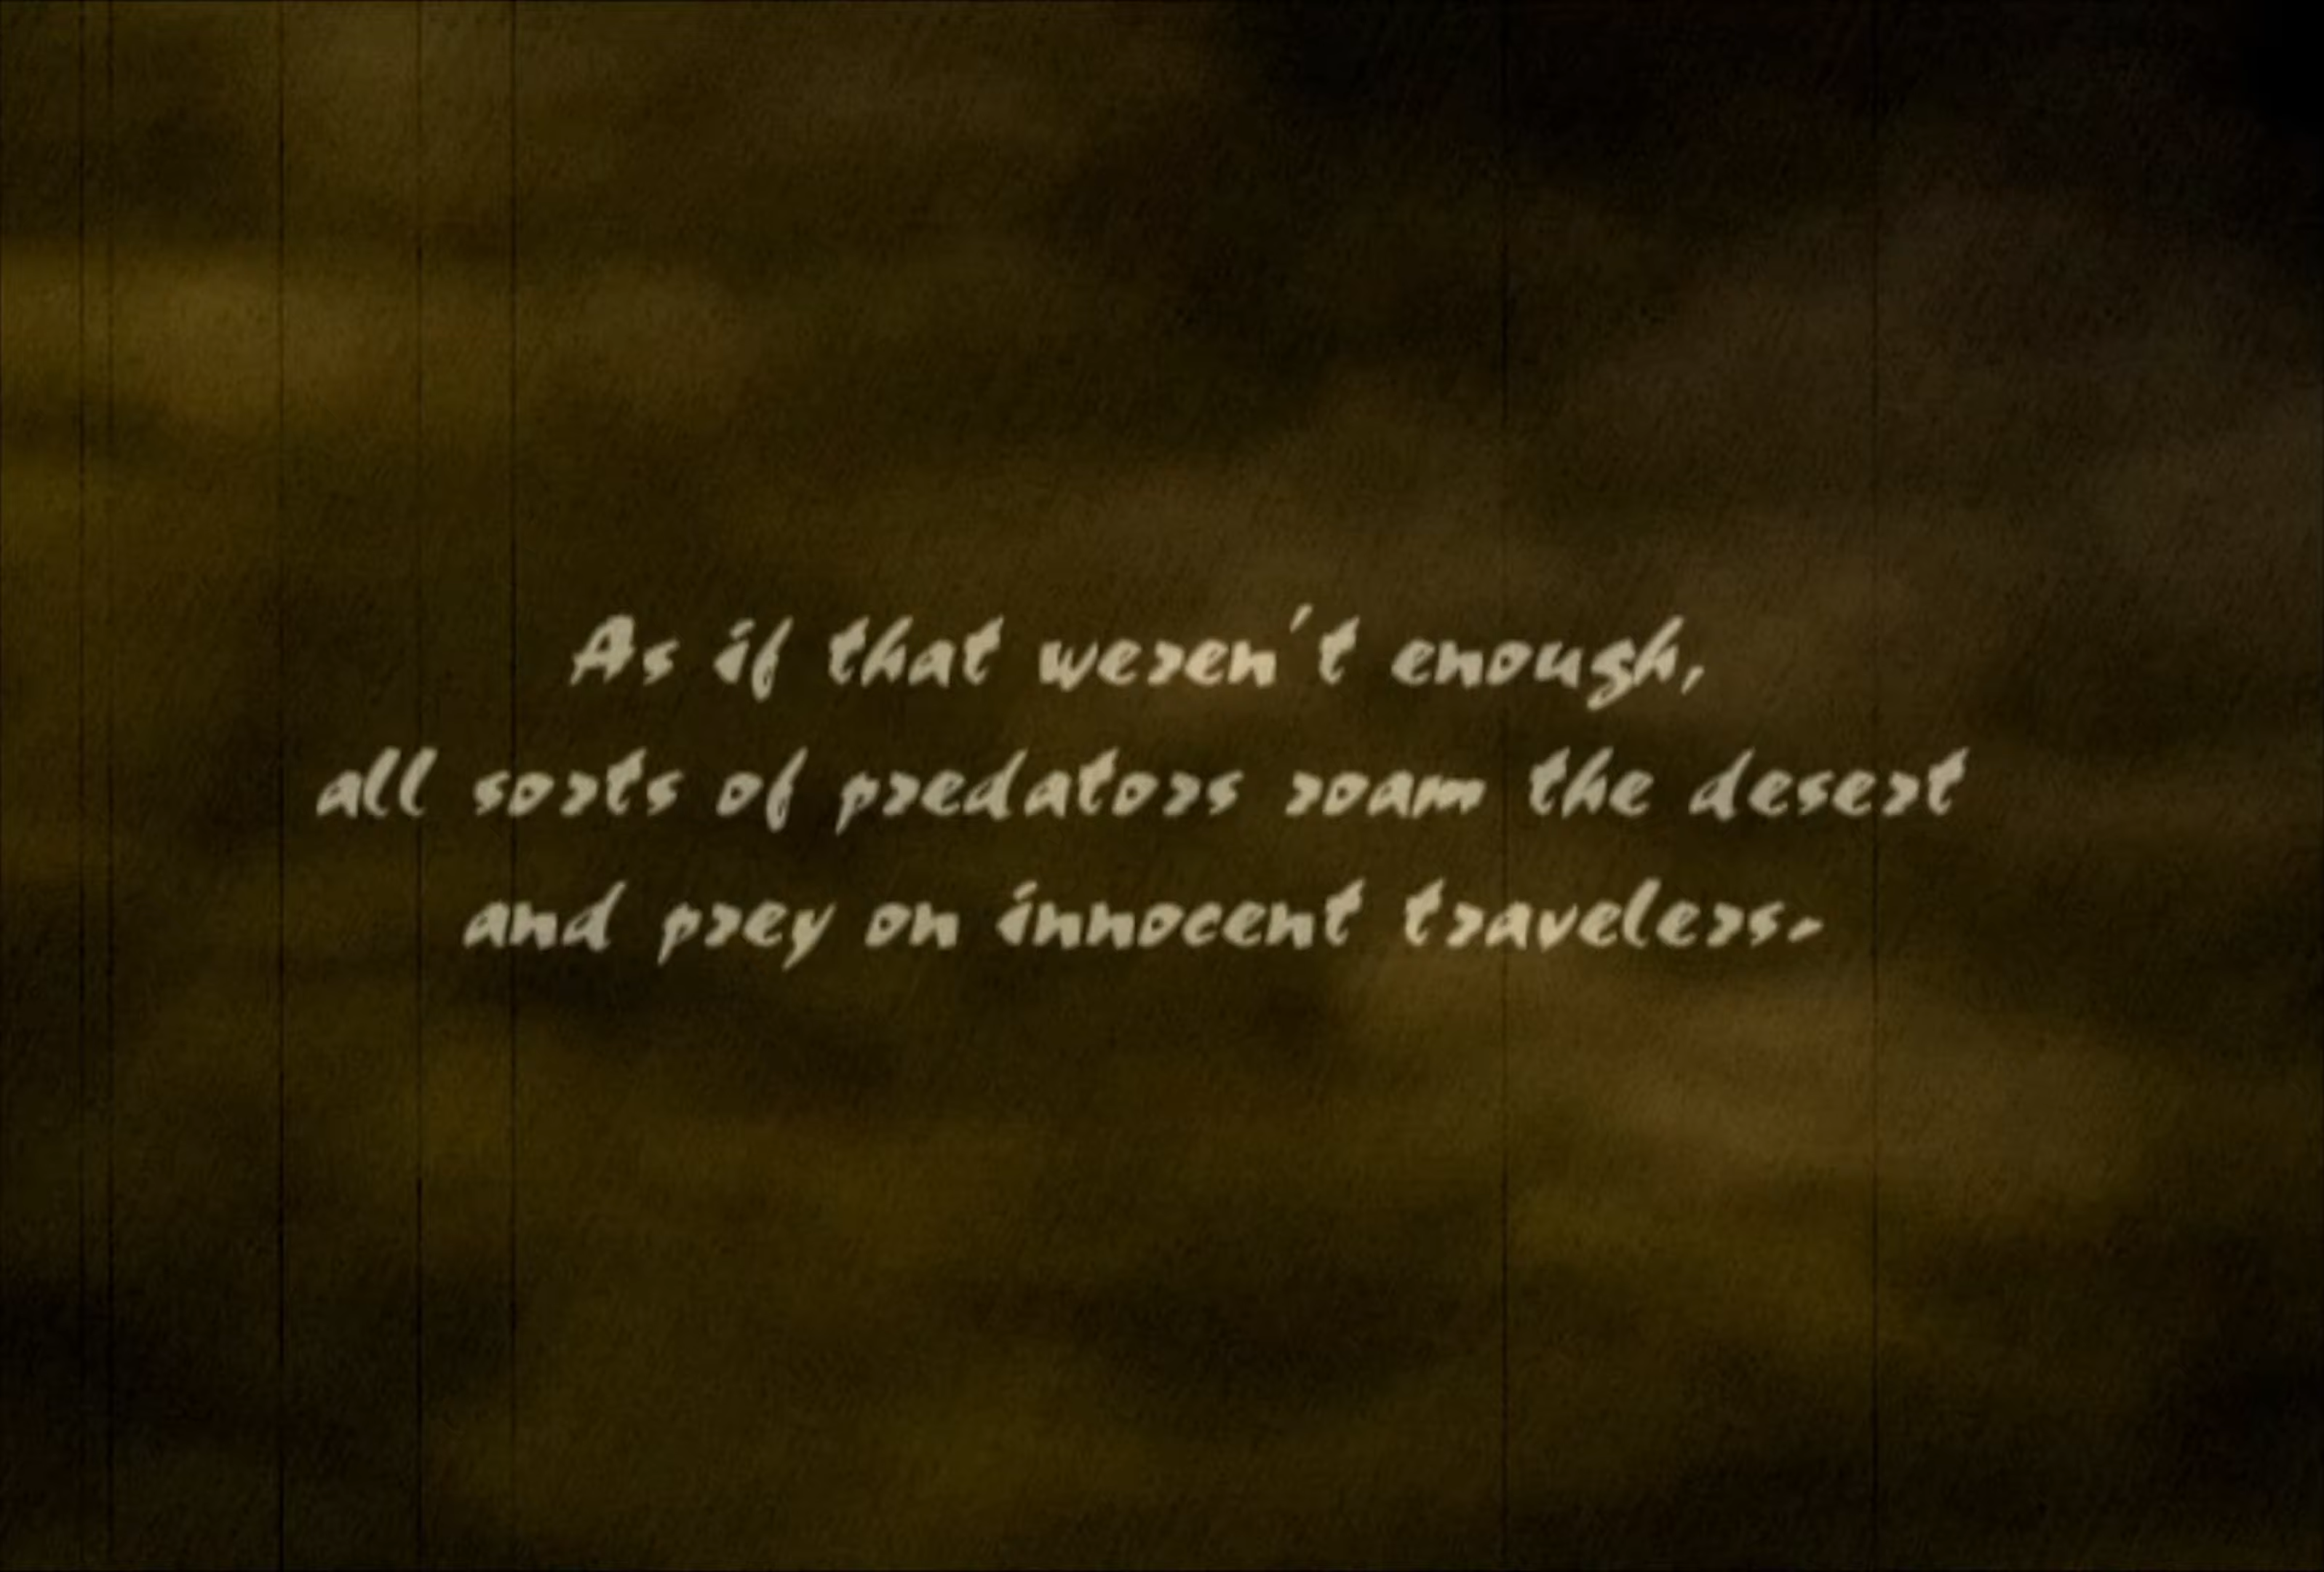 As if that weren't enough,
all sorts of predators roam the desert
and prey on innocent travelers.